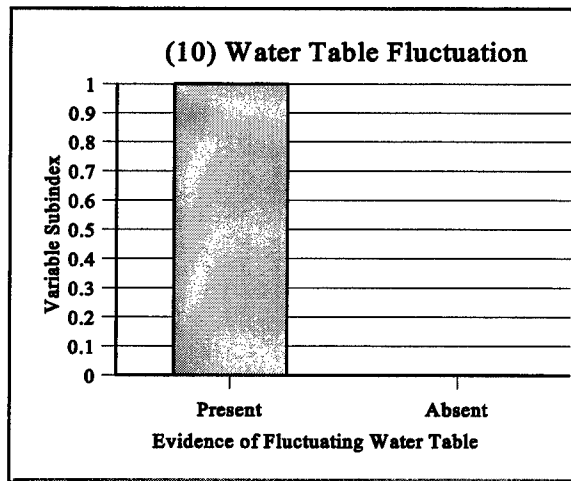 (10) Water Table Fluctuation
1
0.9
0.8
0.7
0.6
0.5
0.4
0.3
0.2
0.1
0
Variable Subindex
Present Absent
Evidence of Fluctuating Water Table